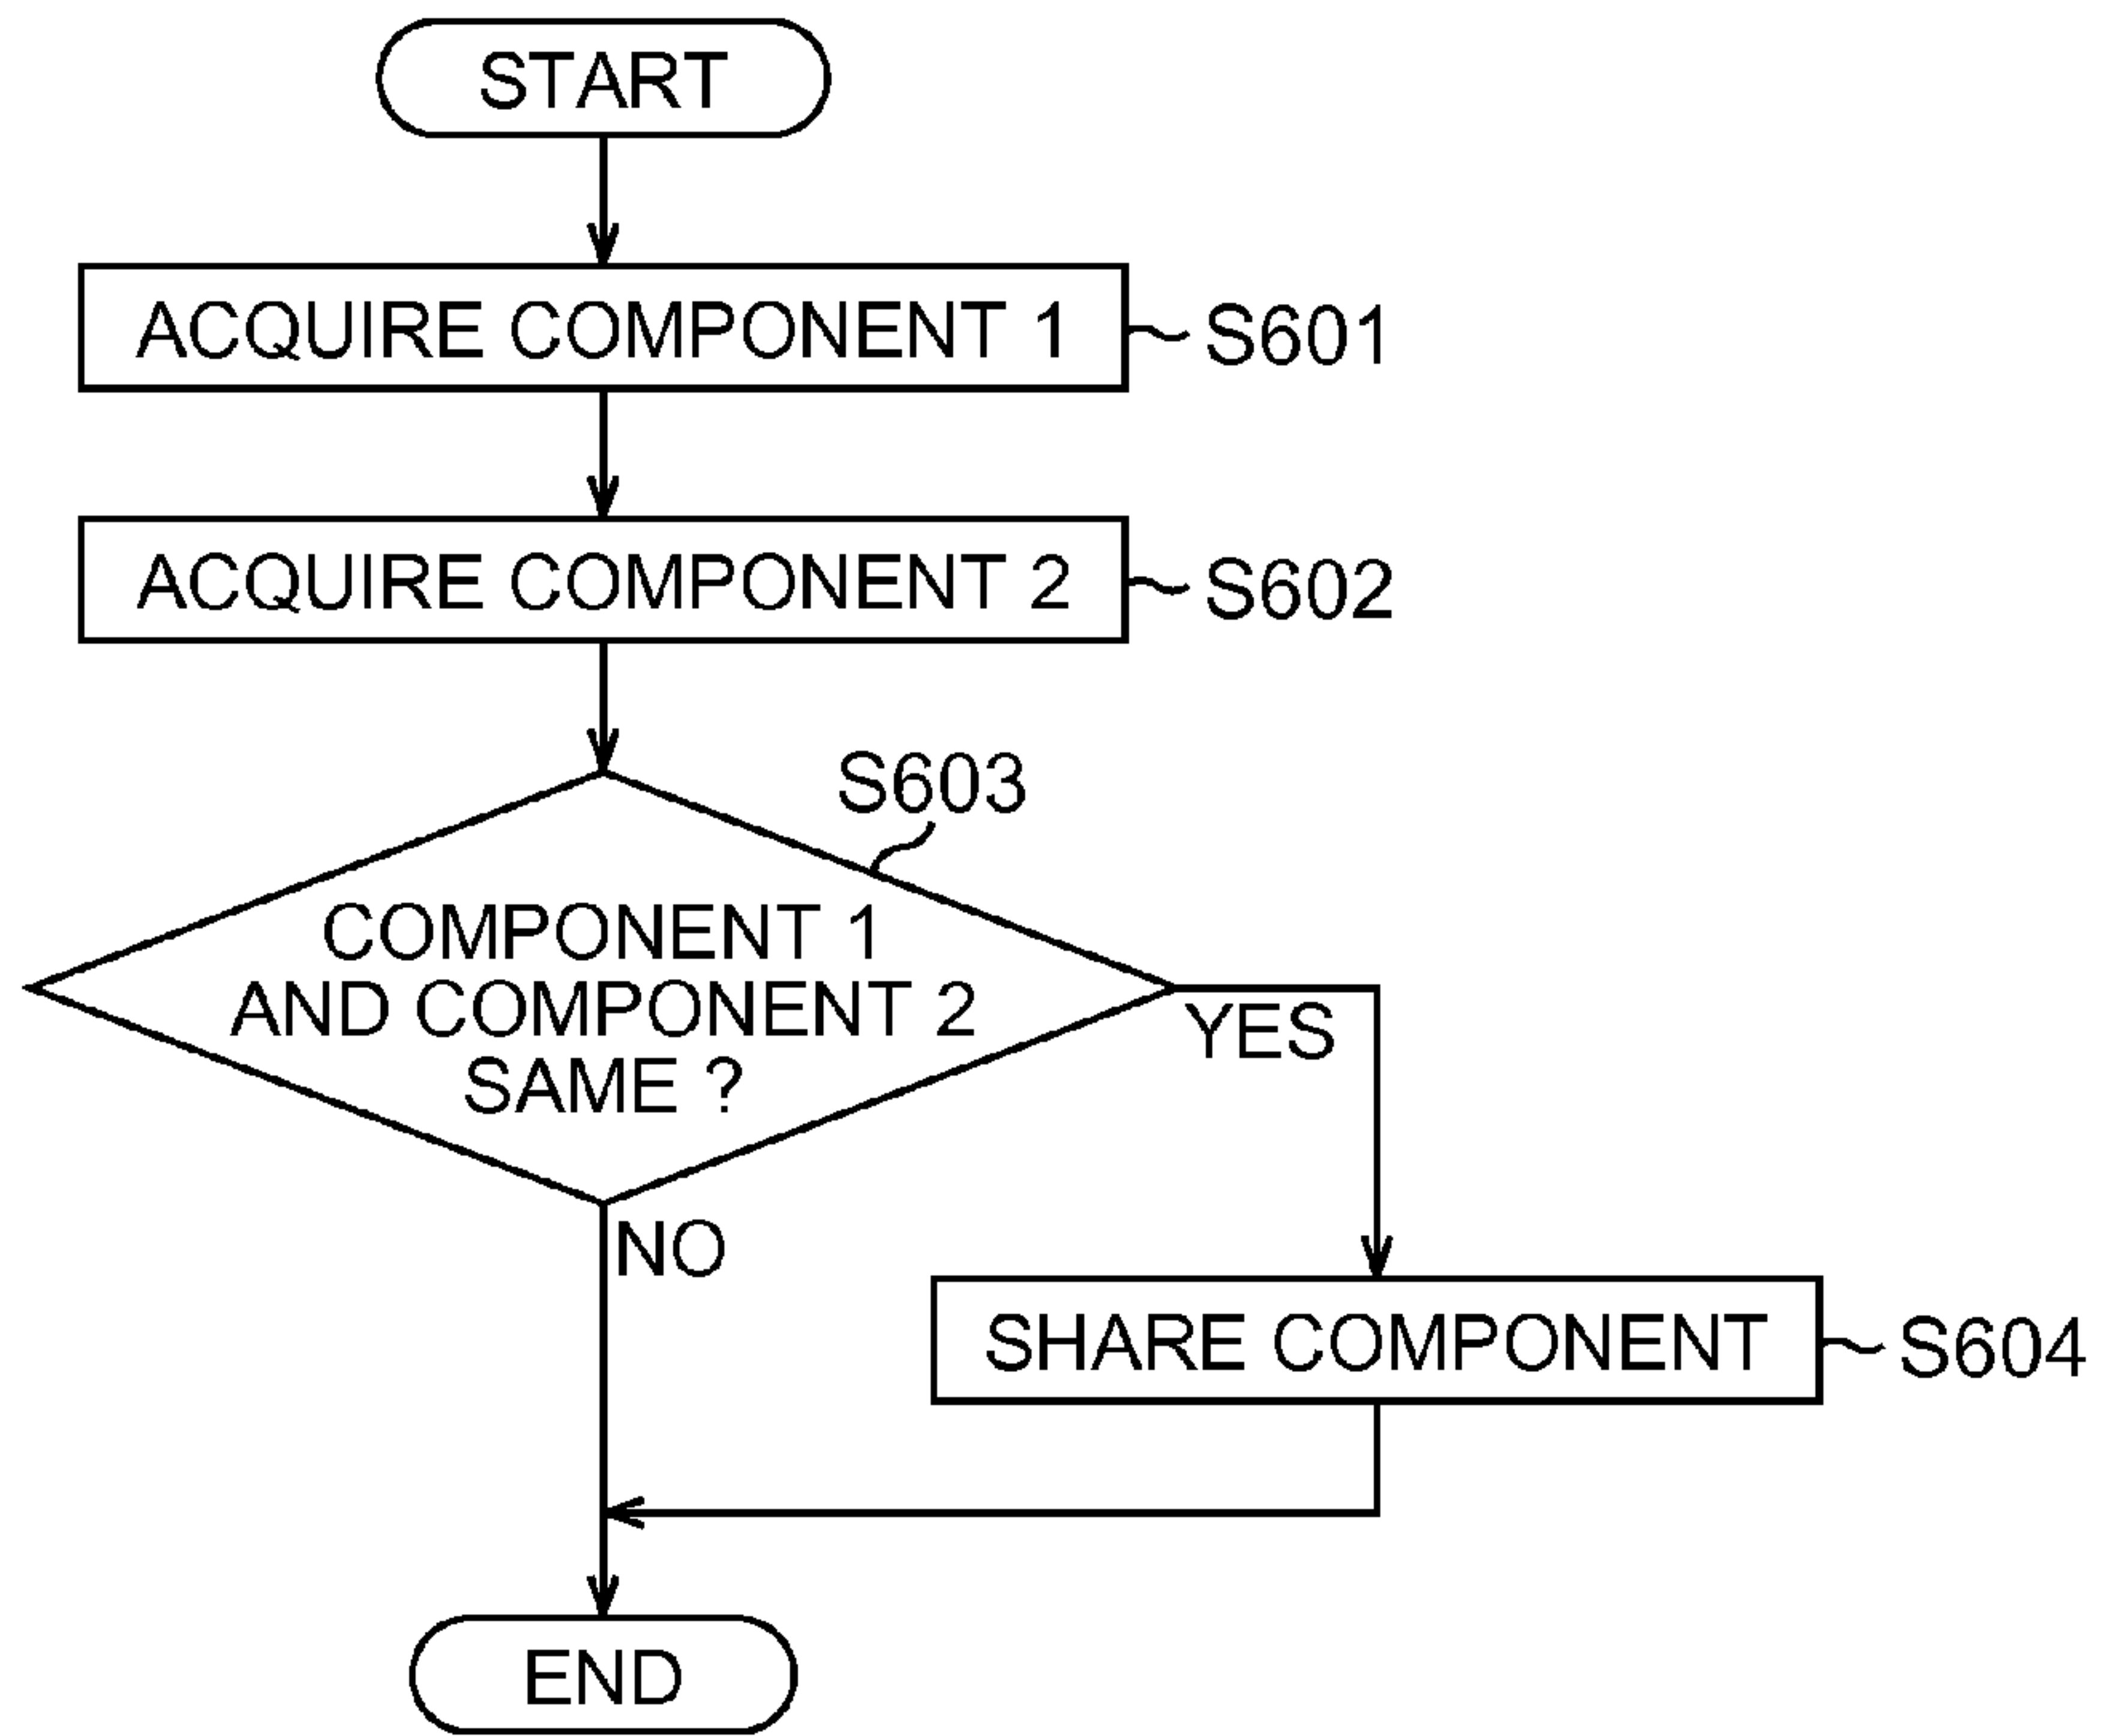 START
ACQUIRE COMPONENT 1
S601
ACQUIRE COMPONENT 2
S602
S603
COMPONENT 1
AND COMPONENT 2
SAME ?
YES
NO
SHARE COMPONENT
S604
END